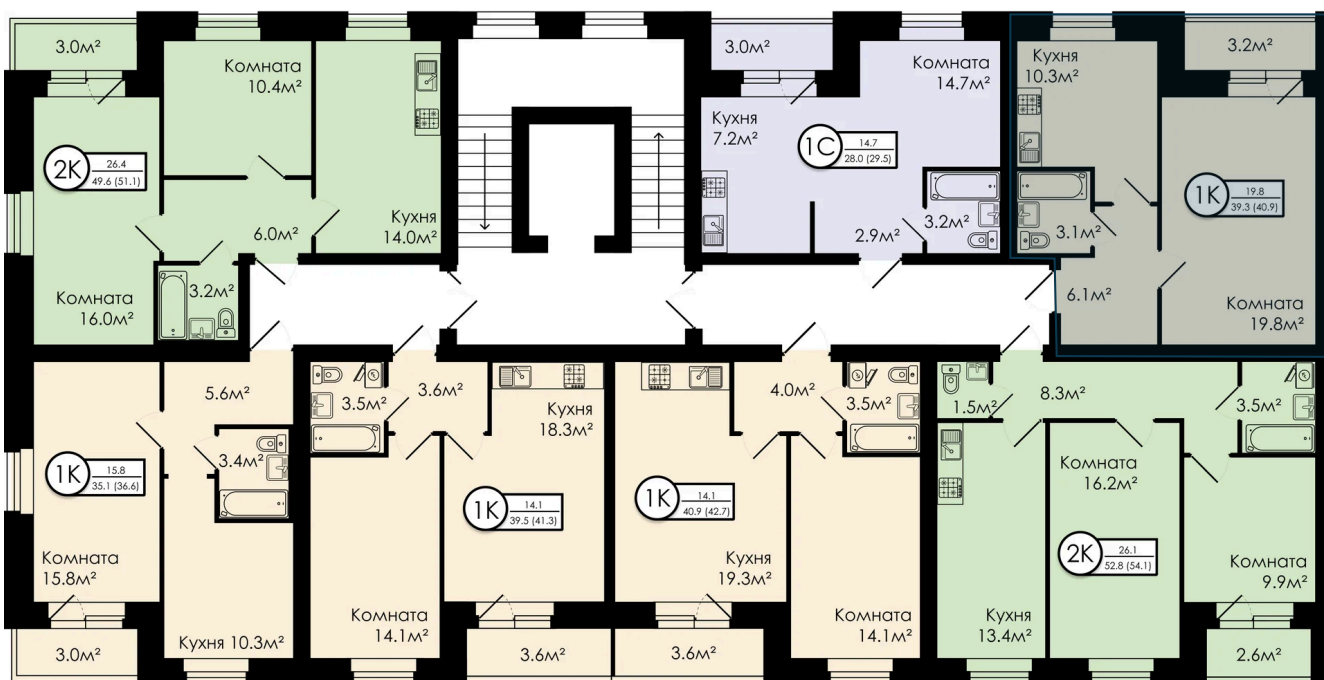 3.0м²
Комната
10.4м²
2К
26.4
49.6 (51.1)
6.0м²
Кухня
14.0м²
3.2м²
Комната
16.0м²
3.0м²
Комната
14.7м²
Кухня
7.2м²
1С
14.7
28.0 (29.5)
3.2м²
2.9м²
Кухня
10.3м²
3.2м²
1К
19.8
39.3 (40.9)
3.1м²
6.1м²
Комната
19.8м²
5.6м²
3.4м²
1К
15.8
35.1 (36.6)
Комната
15.8м²
Кухня 10.3м²
3.0м²
3.5м²
3.6м²
Кухня
18.3м²
1К
14.1
39.5 (41.3)
Комната
14.1м²
3.6м²
4.0м²
3.5м²
1К
14.1
40.9 (42.7)
Кухня
19.3м²
Комната
14.1м²
3.6м²
1.5м²
8.3м²
3.5м²
Комната
16.2м²
2К
26.1
52.8 (54.1)
Комната
9.9м²
Кухня
13.4м²
2.6м²